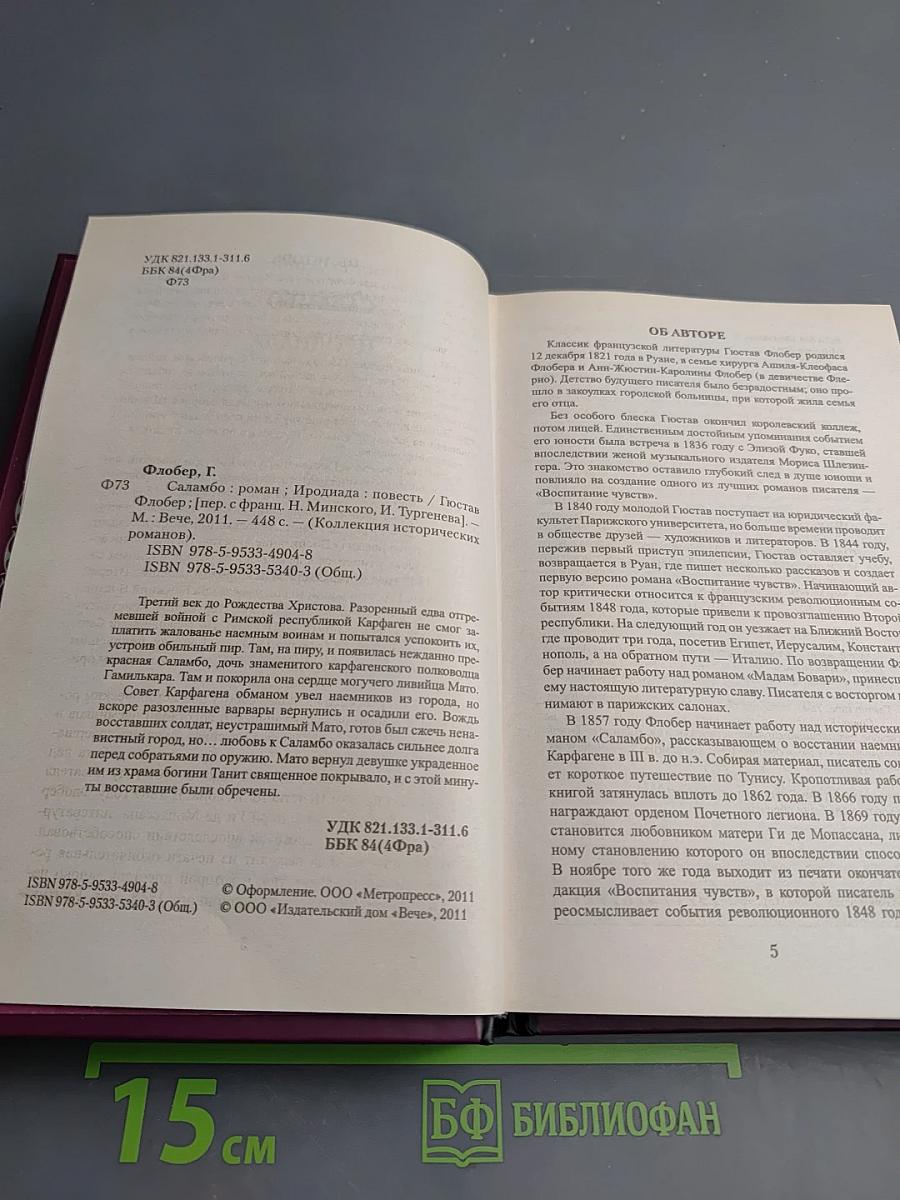 УДК 821.133.1-311.6
ББК 84(4Фра)
Ф73
Флобер, Г.
Ф73 Саламбо : роман ; Иродиада : повесть / Гюстав
Флобер ; [пер. с франц. Н. Минского, И. Тургенева]. —
М. : Вече, 2011. — 448 с. — (Коллекция исторических
романов).
ISBN 978-5-9533-4904-8
ISBN 978-5-9533-5340-3 (Общ.)
Третий век до Рождества Христова. Разоренный едва отгре-
мевшей войной с Римской республикой Карфаген не смог за-
платить жалованье наемным воинам и попытался успокоить их,
устроив обильный пир. Там, на пиру, и появилась нежданно пре-
красная Саламбо, дочь знаменитого карфагенского полководца
Гамилькара. Там и покорила она сердце могучего ливийца Мато.
Совет Карфагена обманом увел наемников из города, но
вскоре разозленные варвары вернулись и осадили его. Вождь
восставших солдат, неустрашимый Мато, готов был сжечь нена-
вистный город, но... любовь к Саламбо оказалась сильнее долга
перед собратьями по оружию. Мато вернул девушке украденное
им из храма богини Танит священное покрывало, и с этой мину-
ты восставшие были обречены.
УДК 821.133.1-311.6
ББК 84(4Фра)
ISBN 978-5-9533-4904-8
ISBN 978-5-9533-5340-3 (Общ.)
© Оформление. ООО «Метропресс», 2011
© ООО «Издательский дом «Вече», 2011
ОБ АВТОРЕ
Классик французской литературы Гюстав Флобер родился
12 декабря 1821 года в Руане, в семье хирурга Ашиля-Клеофаса
Флобера и Анн-Жюстин-Каролины Флобер (в девичестве Фле-
рио). Детство будущего писателя было безрадостным; оно про-
шло в закоулках городской больницы, при которой жила семья
его отца.
Без особого блеска Гюстав окончил королевский коллеж,
потом лицей. Единственным достойным упоминания событием
его юности была встреча в 1836 году с Элизой Фуко, ставшей
впоследствии женой музыкального издателя Мориса Шлезин-
гера. Это знакомство оставило глубокий след в душе юноши и
повлияло на создание одного из лучших романов писателя —
«Воспитание чувств».
В 1840 году молодой Гюстав поступает на юридический фа-
культет Парижского университета, но больше времени проводит
в обществе друзей — художников и литераторов. В 1844 году,
пережив первый приступ эпилепсии, Гюстав оставляет учебу,
возвращается в Руан, где пишет несколько рассказов и создает
первую версию романа «Воспитание чувств». Начинающий ав-
тор критически относится к французским революционным со-
бытиям 1848 года, которые привели к провозглашению Второй
республики. На следующий год он уезжает на Ближний Восток,
где проводит три года, посетив Египет, Иерусалим, Константи
нополь, а на обратном пути — Италию. По возвращении Ф
бер начинает работу над романом «Мадам Бовари», принесш
ему настоящую литературную славу. Писателя с восторгом п
нимают в парижских салонах.
В 1857 году Флобер начинает работу над исторически
маном «Саламбо», рассказывающем о восстании наемни
Карфагене в III в. до н.э. Собирая материал, писатель сов
ет короткое путешествие по Тунису. Кропотливая рабо
книгой затянулась вплоть до 1862 года. В 1866 году п
награждают орденом Почетного легиона. В 1869 году
становится любовником матери Ги де Мопассана, ли
ному становлению которого он впоследствии спосо
В ноябре того же года выходит из печати окончате
дакция «Воспитания чувств», в которой писатель
реосмысливает события революционного 1848 год
5
15 см
БФ БИБЛИОФАН